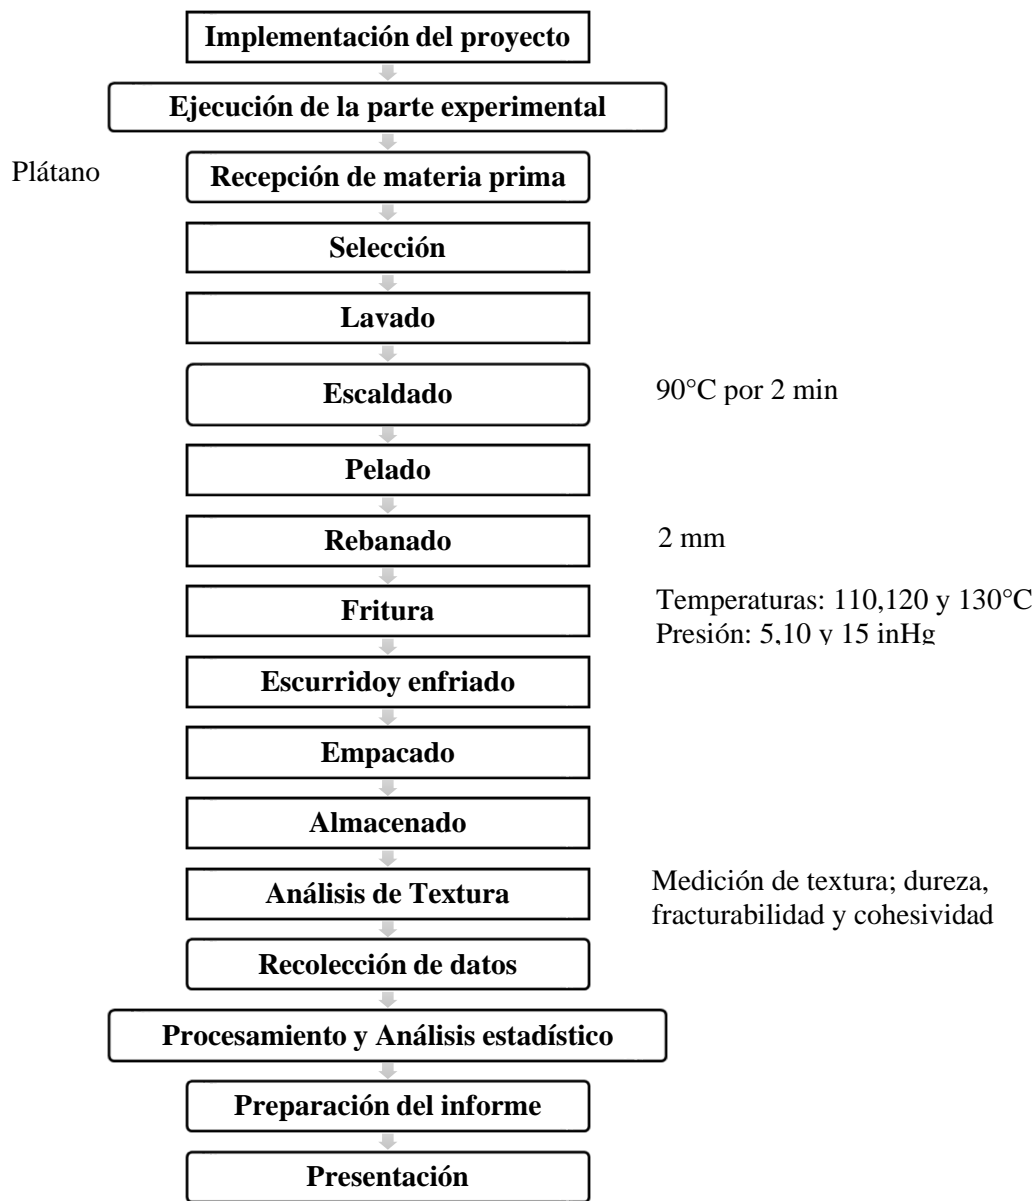 Implementación del proyecto
Ejecución de la parte experimental
Plátano
Recepción de materia prima
Selección
Lavado
Escaldado
90°C por 2 min
Pelado
Rebanado
2 mm
Fritura
Temperaturas: 110,120 y 130°C
Presión: 5,10 y 15 inHg
Escurridoy enfriado
Empacado
Almacenado
Análisis de Textura
Medición de textura; dureza,
fracturabilidad y cohesividad
Recolección de datos
Procesamiento y Análisis estadístico
Preparación del informe
Presentación